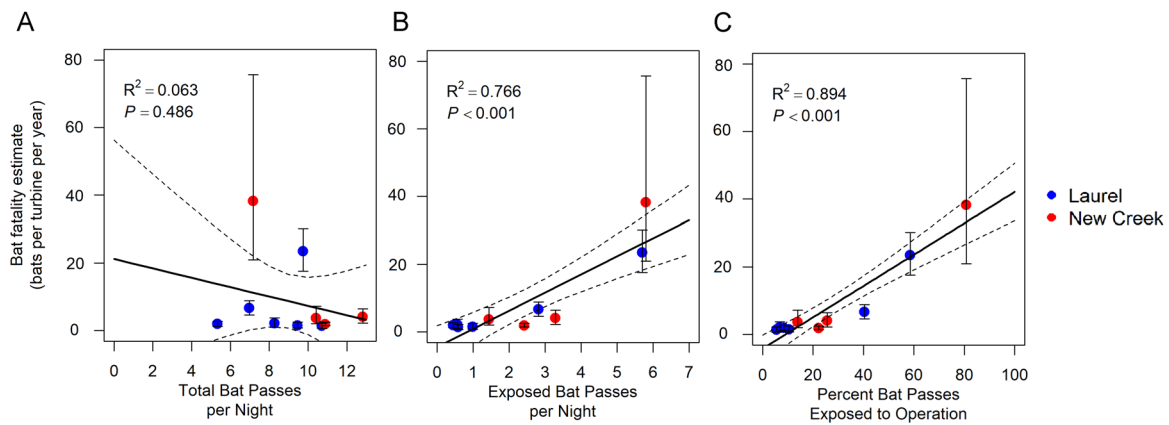 A
B
C
Bat fatality estimate
(bats per turbine per year)
R² = 0.063
P = 0.486
80
60
40
20
0
0 2 4 6 8 10 12
Total Bat Passes
per Night
R² = 0.766
P < 0.001
80
60
40
20
0
0 1 2 3 4 5 6 7
Exposed Bat Passes
per Night
R² = 0.894
P < 0.001
80
60
40
20
0
0 20 40 60 80 100
Percent Bat Passes
Exposed to Operation
Laurel
New Creek